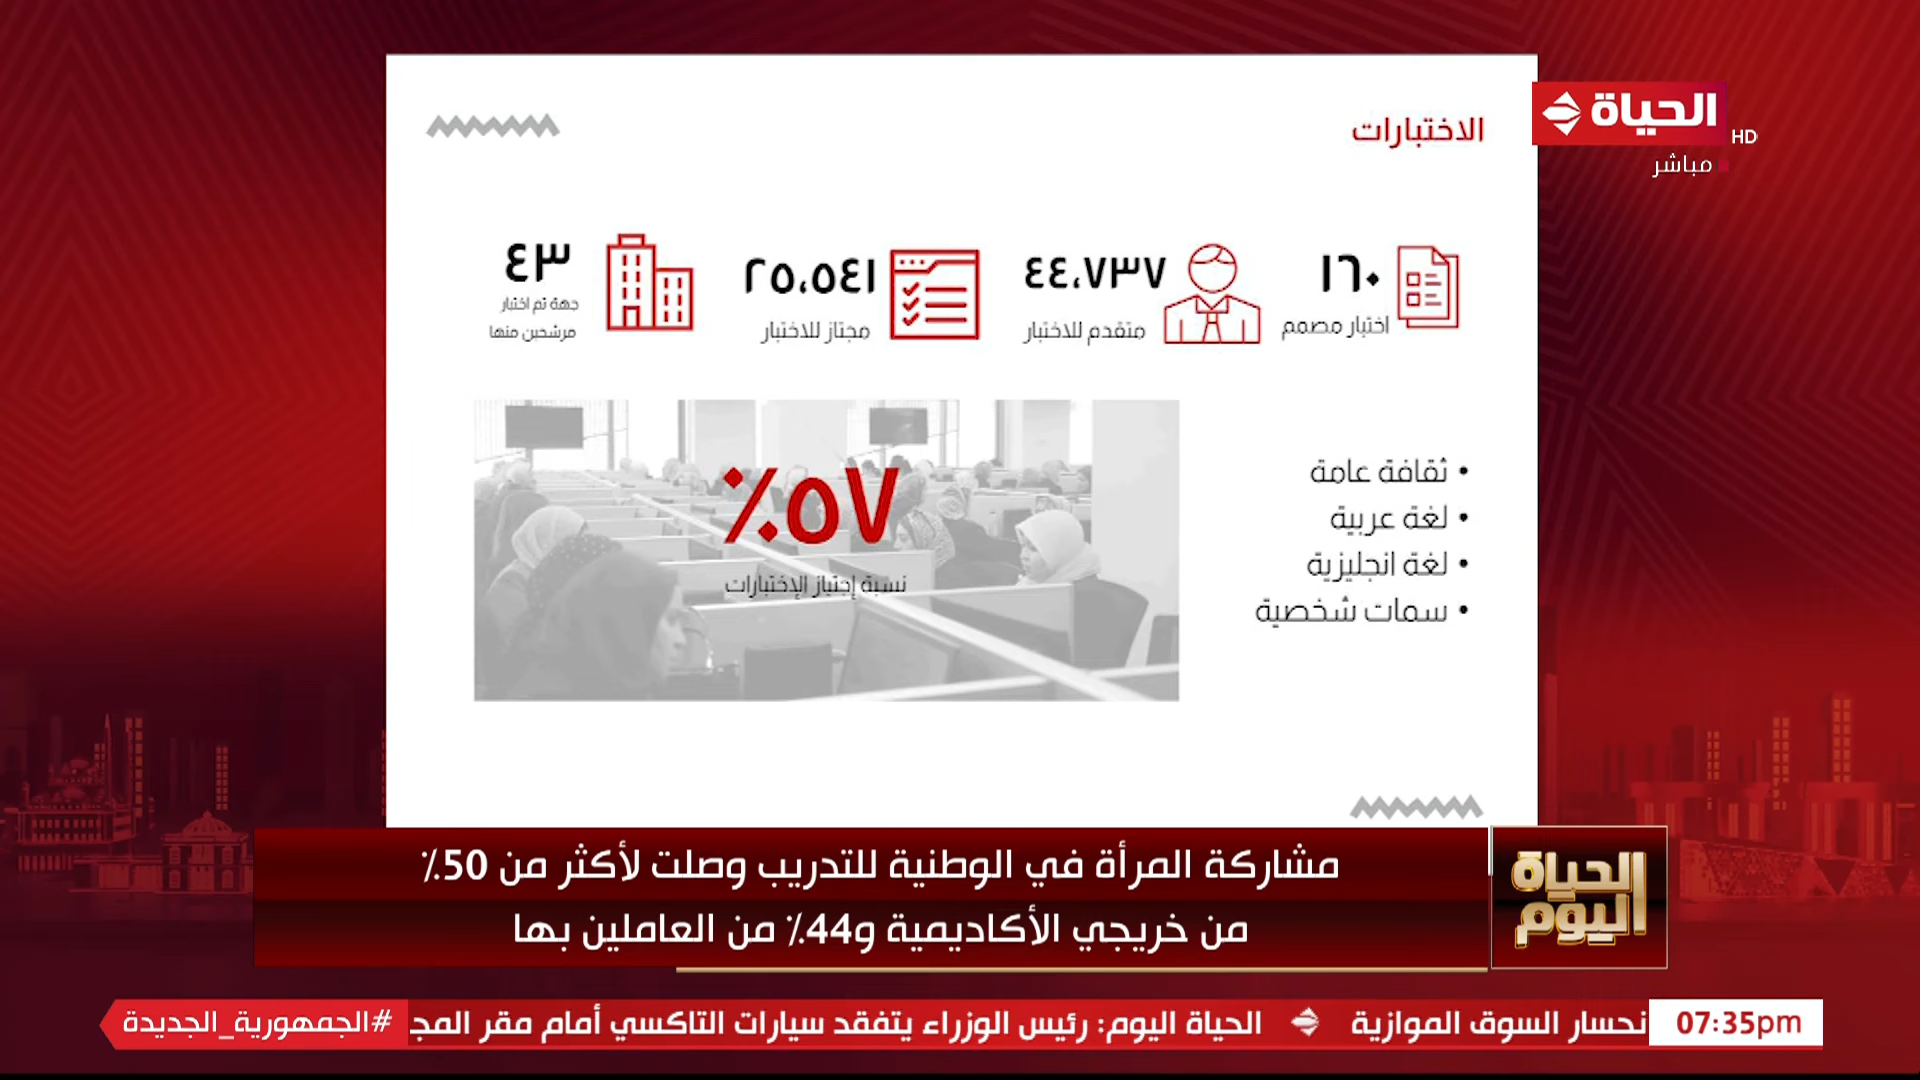 الحياة
HD
مباشر
الاختبارات
١٦٠
اختبار مصمم
٤٤،٧٣٧
متقدم للاختبار
٢٥،٥٤١
مجتاز للاختبار
٤٣
جهة تم اختبار
مرشحين منها
• ثقافة عامة
• لغة عربية
• لغة انجليزية
• سمات شخصية
٥٧٪
نسبة إجتياز الإختبارات
الحياة
اليوم
مشاركة المرأة في الوطنية للتدريب وصلت لأكثر من 50٪
من خريجي الأكاديمية و44٪ من العاملين بها
07:35pm
نحسار السوق الموازية
الحياة اليوم: رئيس الوزراء يتفقد سيارات التاكسي أمام مقر المجـ
#الجمهورية_الجديدة